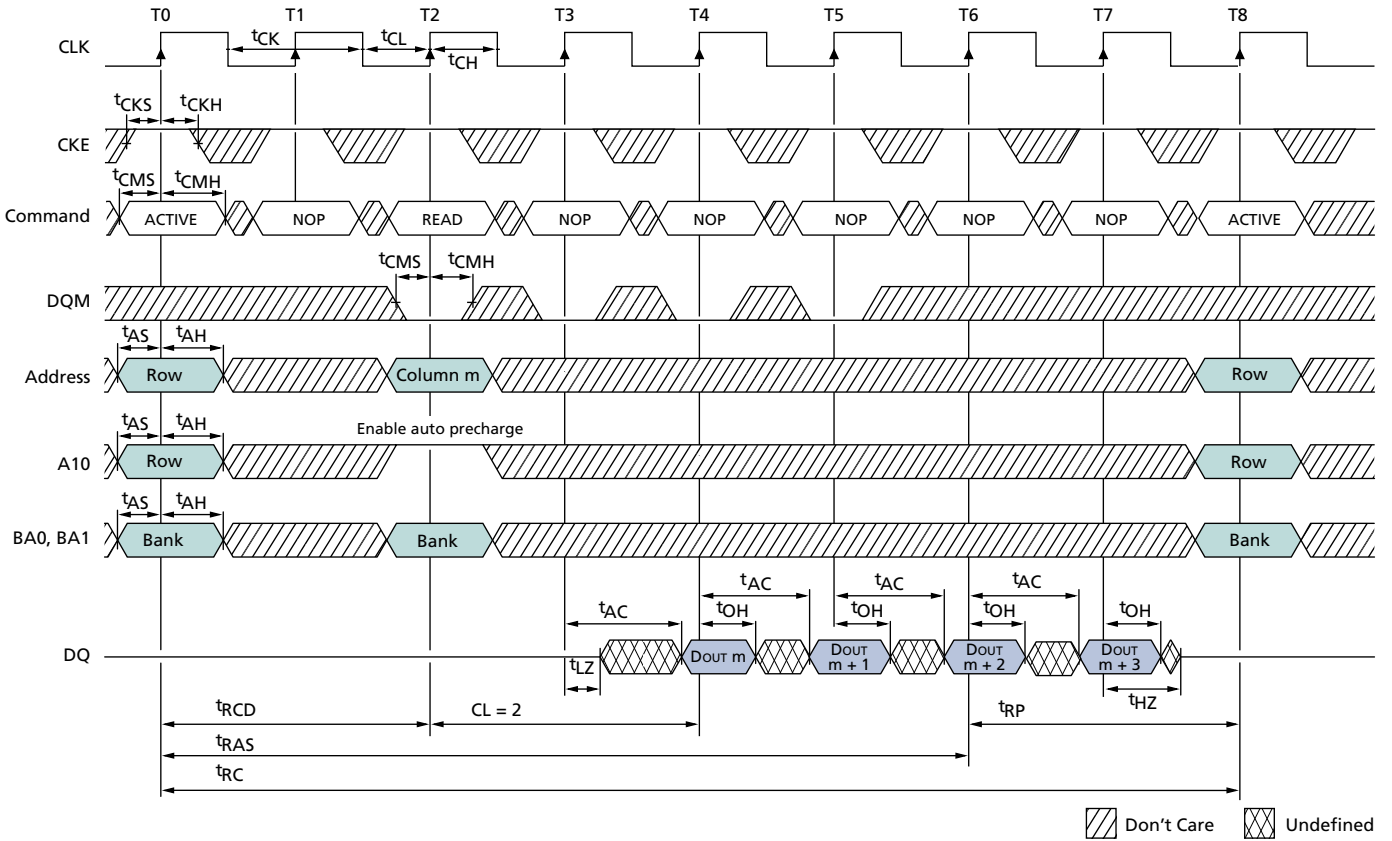 T0 T1 T2 T3 T4 T5 T6 T7 T8
CLK
tCK tCL
tCH
tCKS tCKH
CKE
tCMS tCMH
Command ACTIVE NOP READ NOP NOP NOP NOP NOP ACTIVE
tCMS tCMH
DQM
tAS tAH
Address Row Column m Row
tAS tAH
Enable auto precharge
A10 Row Row
tAS tAH
BA0, BA1 Bank Bank Bank
tAC tAC tAC
tAC tOH tOH tOH tOH
DQ DOUT m DOUT m + 1 DOUT m + 2 DOUT m + 3
tLZ tHZ
tRCD CL = 2 tRP
tRAS
tRC
Don't Care Undefined